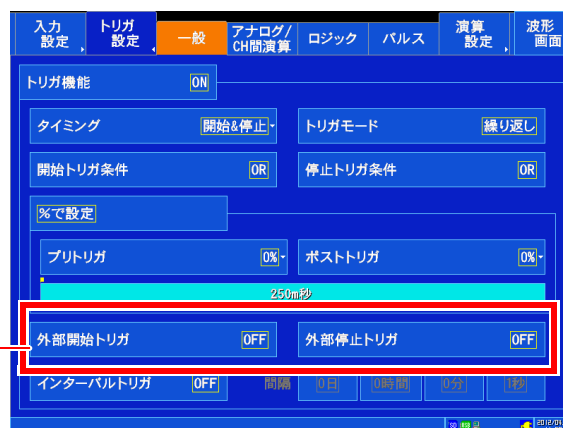 入力設定 トリガ設定 一般 アナログ/CH間演算 ロジック パルス 演算設定 波形画面
トリガ機能 ON
タイミング 開始&停止 トリガモード 繰り返し
開始トリガ条件 OR 停止トリガ条件 OR
%で設定
プリトリガ 0% ポストトリガ 0%
250m秒
外部開始トリガ OFF 外部停止トリガ OFF
インターバルトリガ OFF 間隔 0日 0時間 0分 1秒